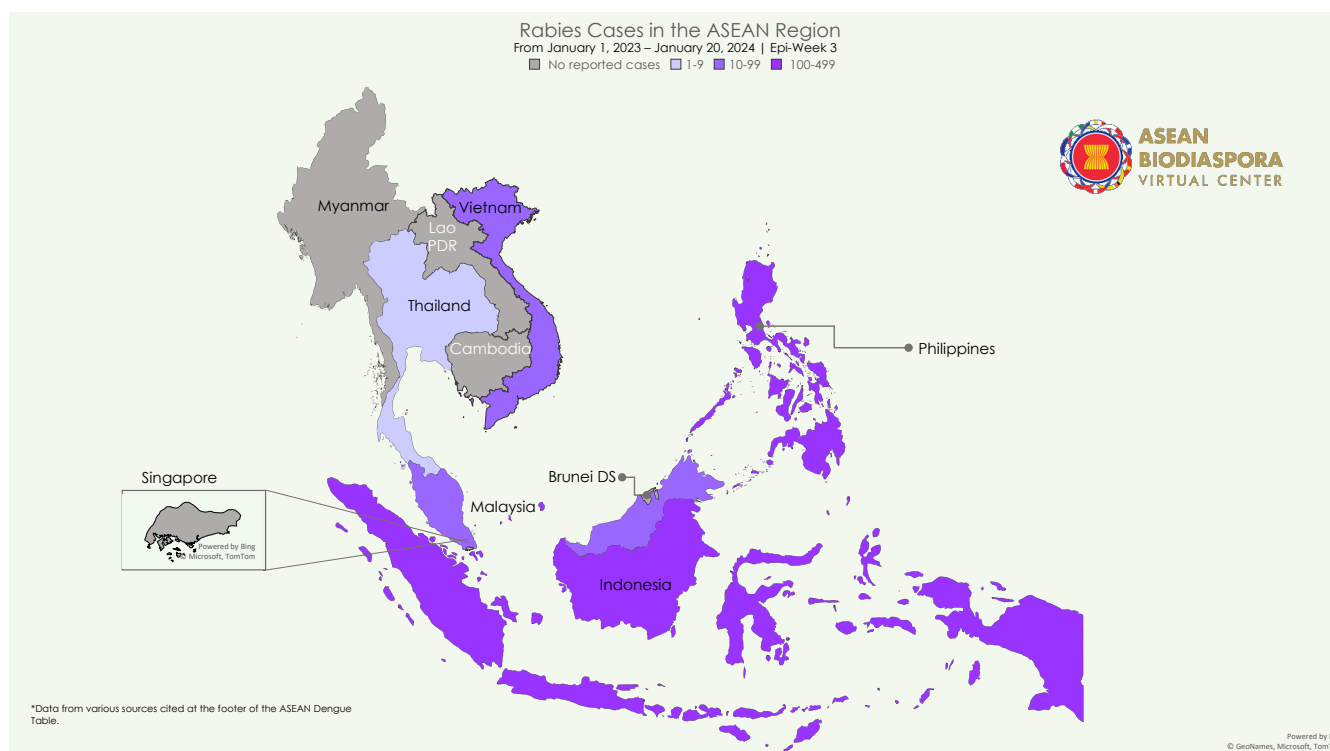 Rabies Cases in the ASEAN Region
From January 1, 2023 – January 20, 2024 | Epi-Week 3
No reported cases 1-9 10-99 100-499
ASEAN
BIODIASPORA
VIRTUAL CENTER
Myanmar
Vietnam
Lao
PDR
Thailand
Cambodia
Philippines
Singapore
Brunei DS
Malaysia
Powered by Bing
© Microsoft, TomTom
Indonesia
*Data from various sources cited at the footer of the ASEAN Dengue
Table.
Powered by
© GeoNames, Microsoft, Tom